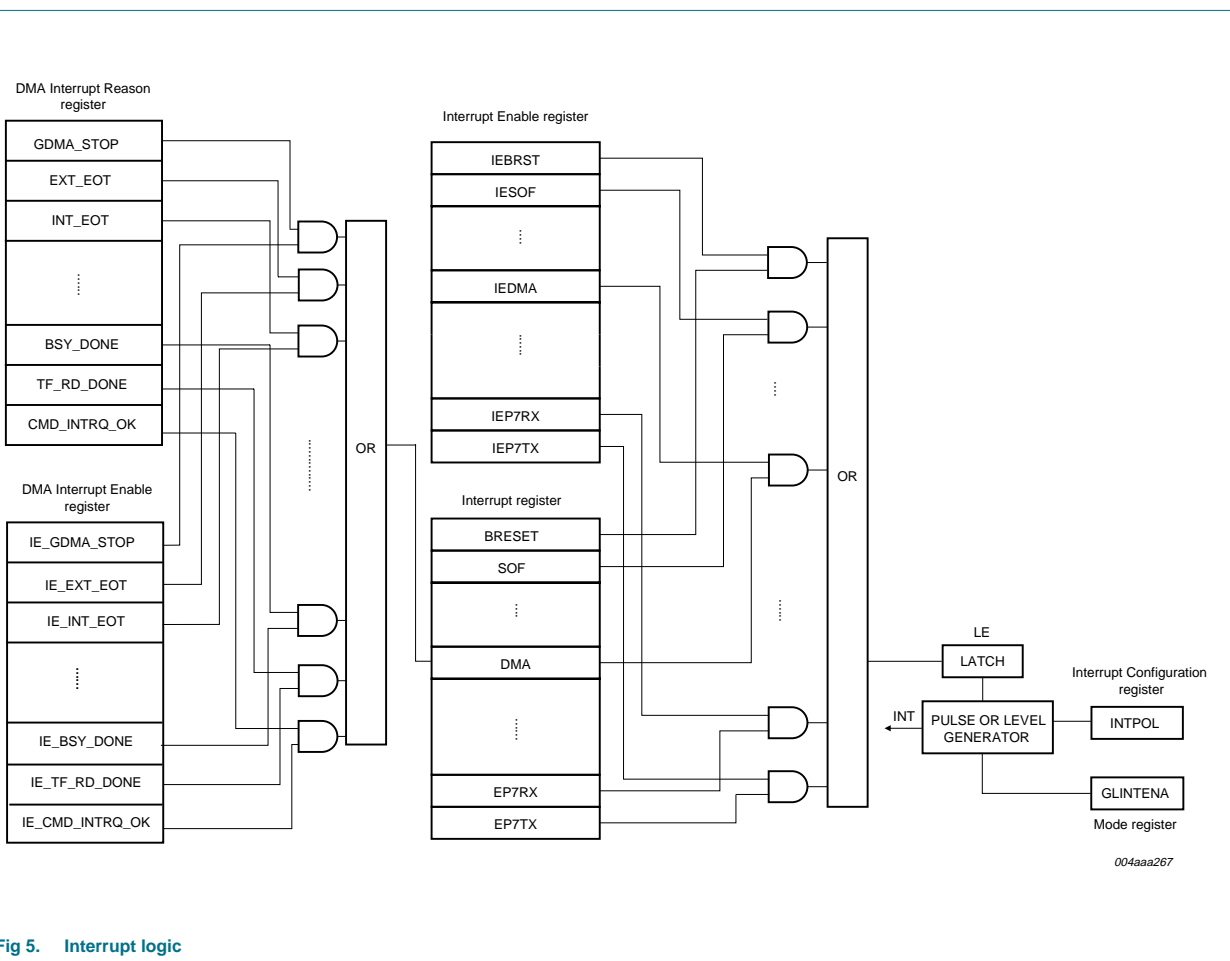 DMA Interrupt Reason
register
GDMA_STOP
EXT_EOT
INT_EOT
BSY_DONE
TF_RD_DONE
CMD_INTRQ_OK
DMA Interrupt Enable
register
IE_GDMA_STOP
IE_EXT_EOT
IE_INT_EOT
IE_BSY_DONE
IE_TF_RD_DONE
IE_CMD_INTRQ_OK
OR
Interrupt Enable register
IEBRST
IESOF
IEDMA
IEP7RX
IEP7TX
Interrupt register
BRESET
SOF
DMA
EP7RX
EP7TX
OR
LE
LATCH
INT
PULSE OR LEVEL
GENERATOR
Interrupt Configuration
register
INTPOL
GLINTENA
Mode register
004aaa267
Fig 5. Interrupt logic